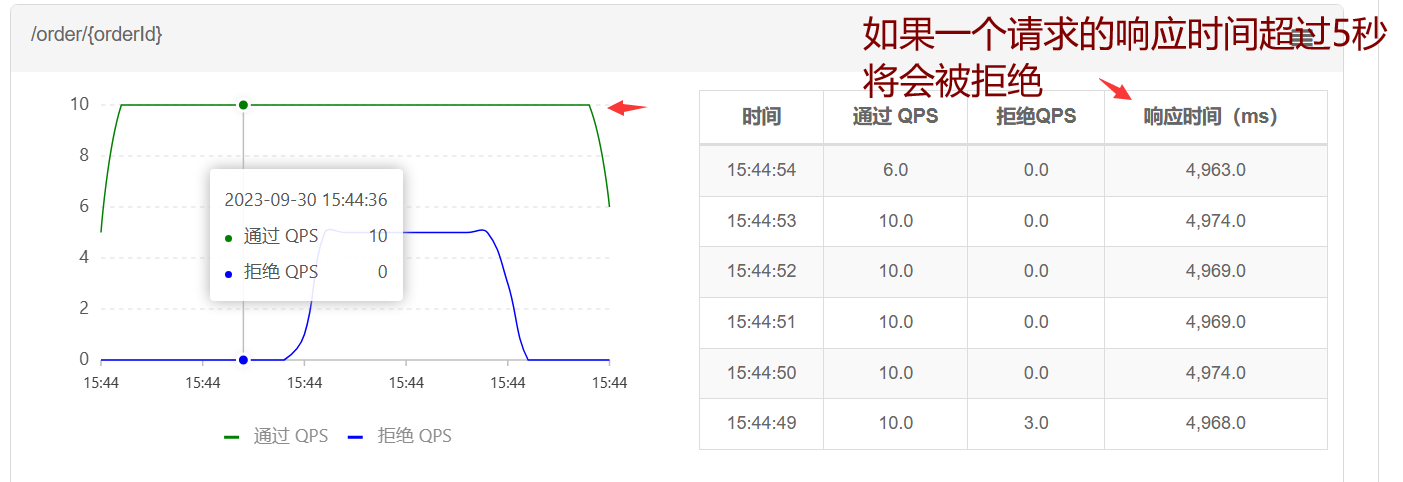 /order/{orderId}
如果一个请求的响应时间超过5秒
将会被拒绝
10
8
6
4
2
0
15:44 15:44 15:44 15:44 15:44 15:44
2023-09-30 15:44:36
通过 QPS 10
拒绝 QPS 0
通过 QPS 拒绝 QPS
时间 通过 QPS 拒绝QPS 响应时间（ms）
15:44:54 6.0 0.0 4,963.0
15:44:53 10.0 0.0 4,974.0
15:44:52 10.0 0.0 4,969.0
15:44:51 10.0 0.0 4,969.0
15:44:50 10.0 0.0 4,974.0
15:44:49 10.0 3.0 4,968.0